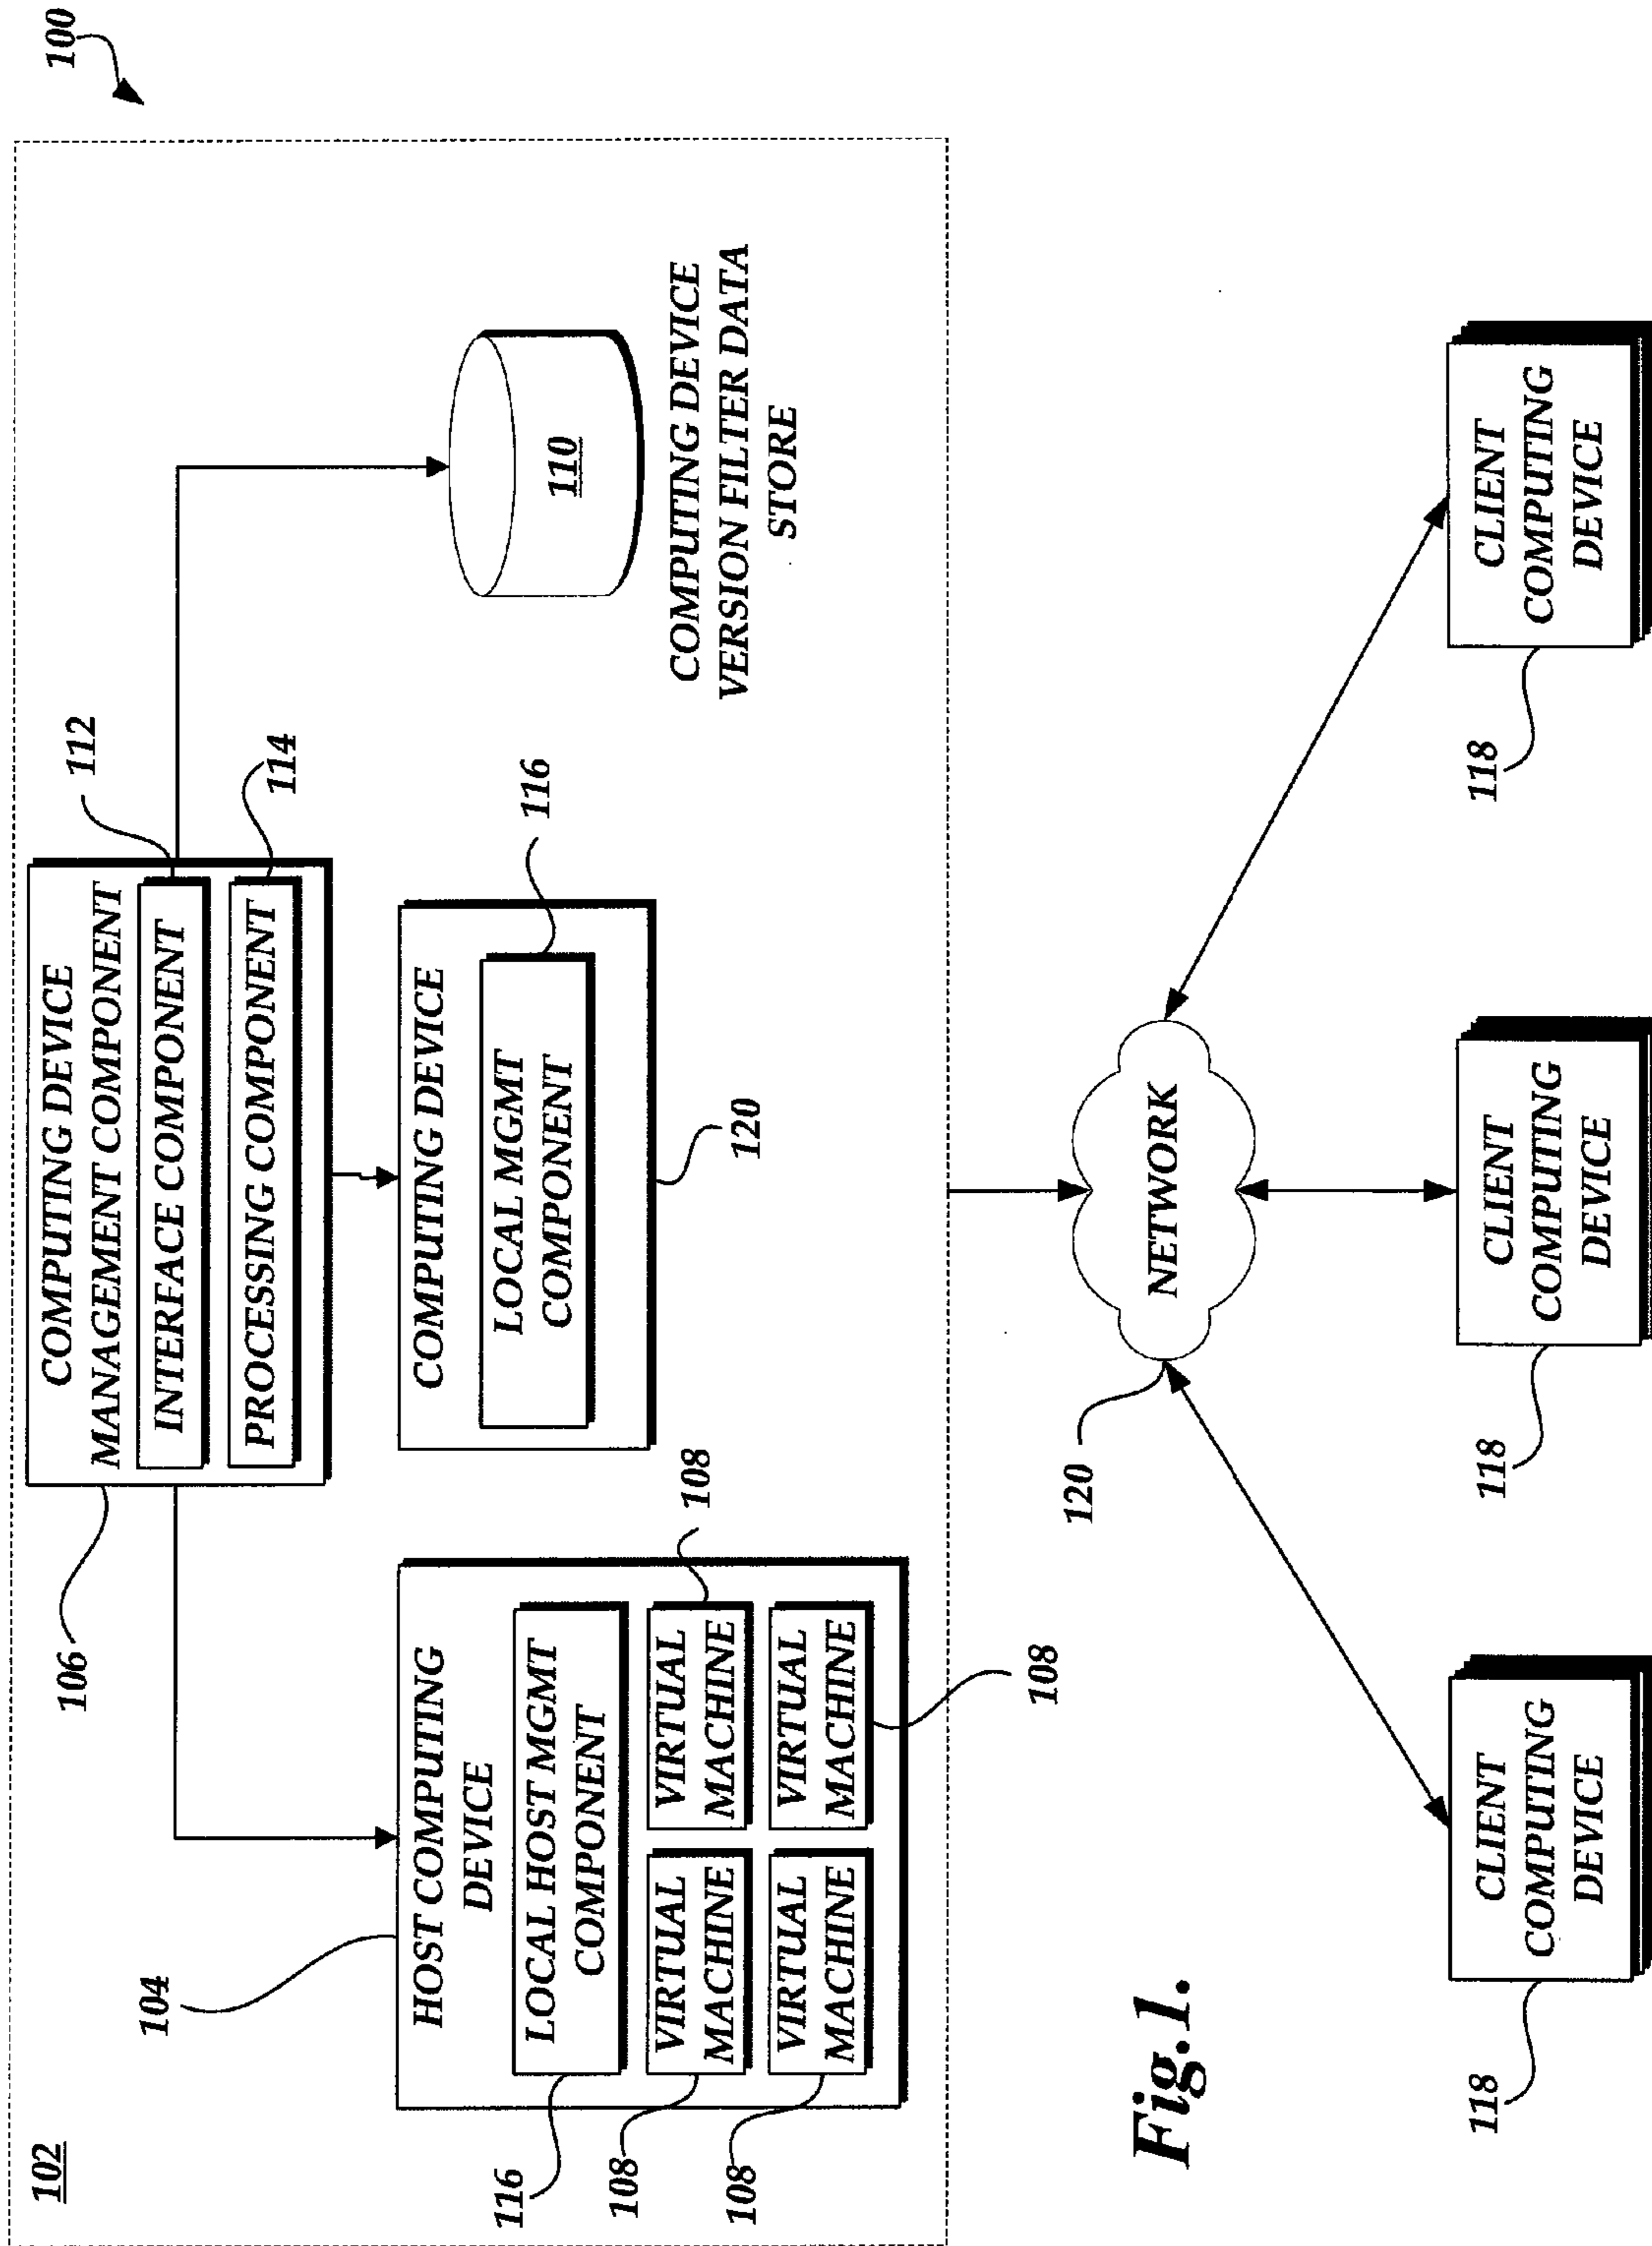 100
102
106
COMPUTING DEVICE
MANAGEMENT COMPONENT
INTERFACE COMPONENT
PROCESSING COMPONENT
112
114
104
HOST COMPUTING
DEVICE
LOCAL HOST MGMT
COMPONENT
116
VIRTUAL
MACHINE
VIRTUAL
MACHINE
VIRTUAL
MACHINE
VIRTUAL
MACHINE
108
108
108
108
COMPUTING DEVICE
LOCAL MGMT
COMPONENT
116
120
110
COMPUTING DEVICE
VERSION FILTER DATA
STORE
NETWORK
120
CLIENT
COMPUTING
DEVICE
118
CLIENT
COMPUTING
DEVICE
118
CLIENT
COMPUTING
DEVICE
118
Fig.1.